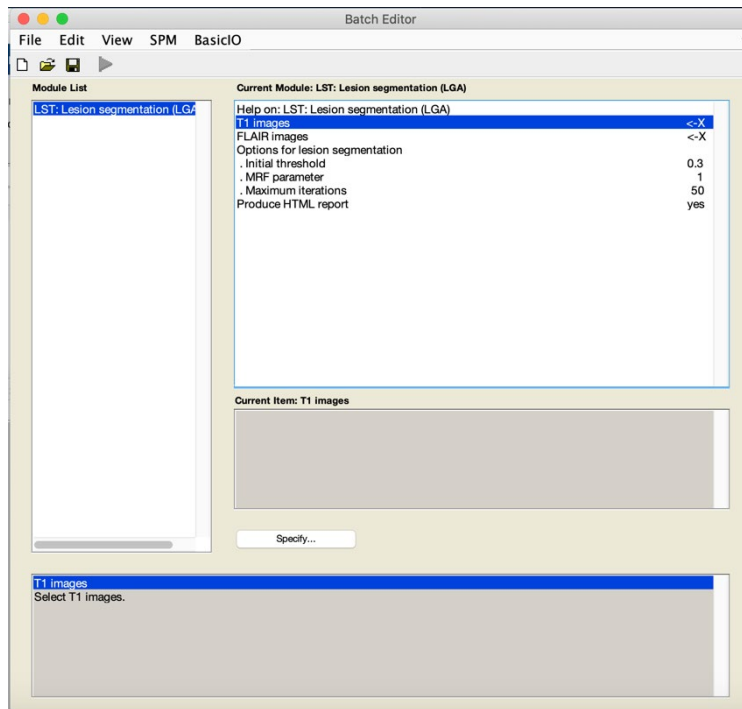 Batch Editor
File Edit View SPM BasicIO
Module List
LST: Lesion segmentation (LGA
Current Module: LST: Lesion segmentation (LGA)
Help on: LST: Lesion segmentation (LGA)
T1 images <-X
FLAIR images <-X
Options for lesion segmentation
. Initial threshold 0.3
. MRF parameter 1
. Maximum iterations 50
Produce HTML report yes
Current Item: T1 images
Specify...
T1 images
Select T1 images.